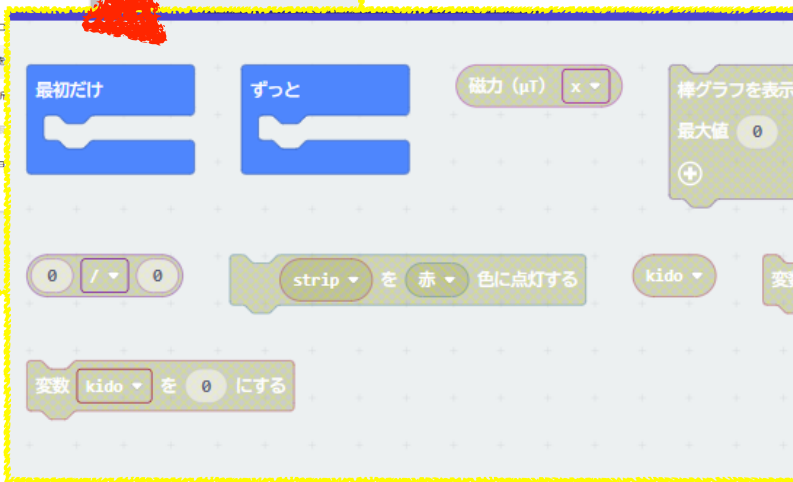 最初だけ
ずっと
磁力 (μT) x
棒グラフを表示
最大値 0
0 / 0
strip を 赤 色に点灯する
kido
変数 kido を 0 にする